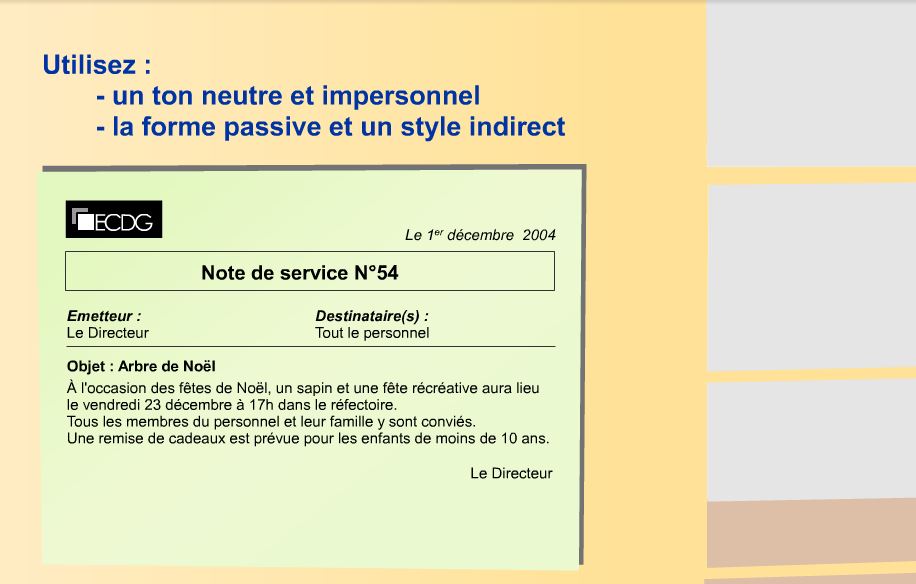 Utilisez :
- un ton neutre et impersonnel
- la forme passive et un style indirect
ECDG
Le 1er décembre 2004
Note de service N°54
Emetteur :
Destinataire(s) :
Le Directeur
Tout le personnel
Objet : Arbre de Noël
À l'occasion des fêtes de Noël, un sapin et une fête récréative aura lieu
le vendredi 23 décembre à 17h dans le réfectoire.
Tous les membres du personnel et leur famille y sont conviés.
Une remise de cadeaux est prévue pour les enfants de moins de 10 ans.
Le Directeur